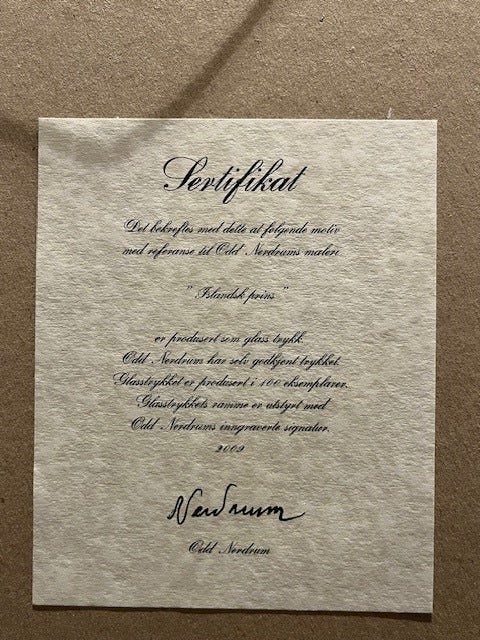 Sertifikat
Det bekreftes med dette at følgende motiv
med referanse til Odd Nerdrums maleri
"Islandsk prins"
er produsert som glass trykk.
Odd Nerdrum har selv godkjent trykket.
Glasstrykket er produsert i 100 eksemplarer.
Glasstrykkets ramme er utstyrt med
Odd Nerdrums inngraverte signatur.
2009
Nerdrum
Odd Nerdrum